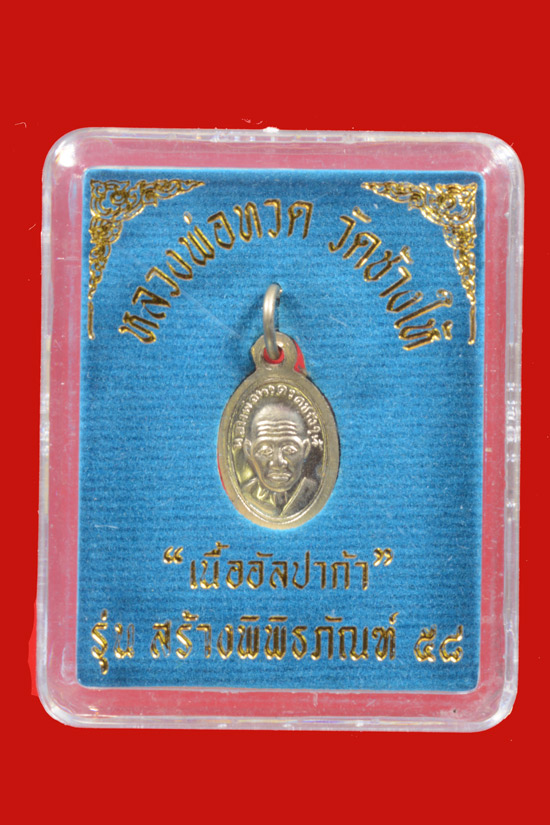 หลวงพ่อทวด วัดช้างให้
“เนื้ออัลปาก้า”
รุ่น สร้างพิพิธภัณฑ์ ๕๘